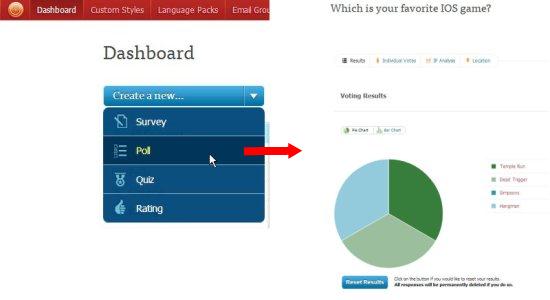 Dashboard Custom Styles Language Packs Email Grou
Dashboard
Create a new...
Survey
Poll
Quiz
Rating
Which is your favorite IOS game?
Results Individual Votes IP Analysis Location
Voting Results
Pie Chart Bar Chart
Temple Run
Dead Trigger
Simpsons
Hangman
Reset Results
Click on the button if you would like to reset your results.
All responses will be permanently deleted if you do so.